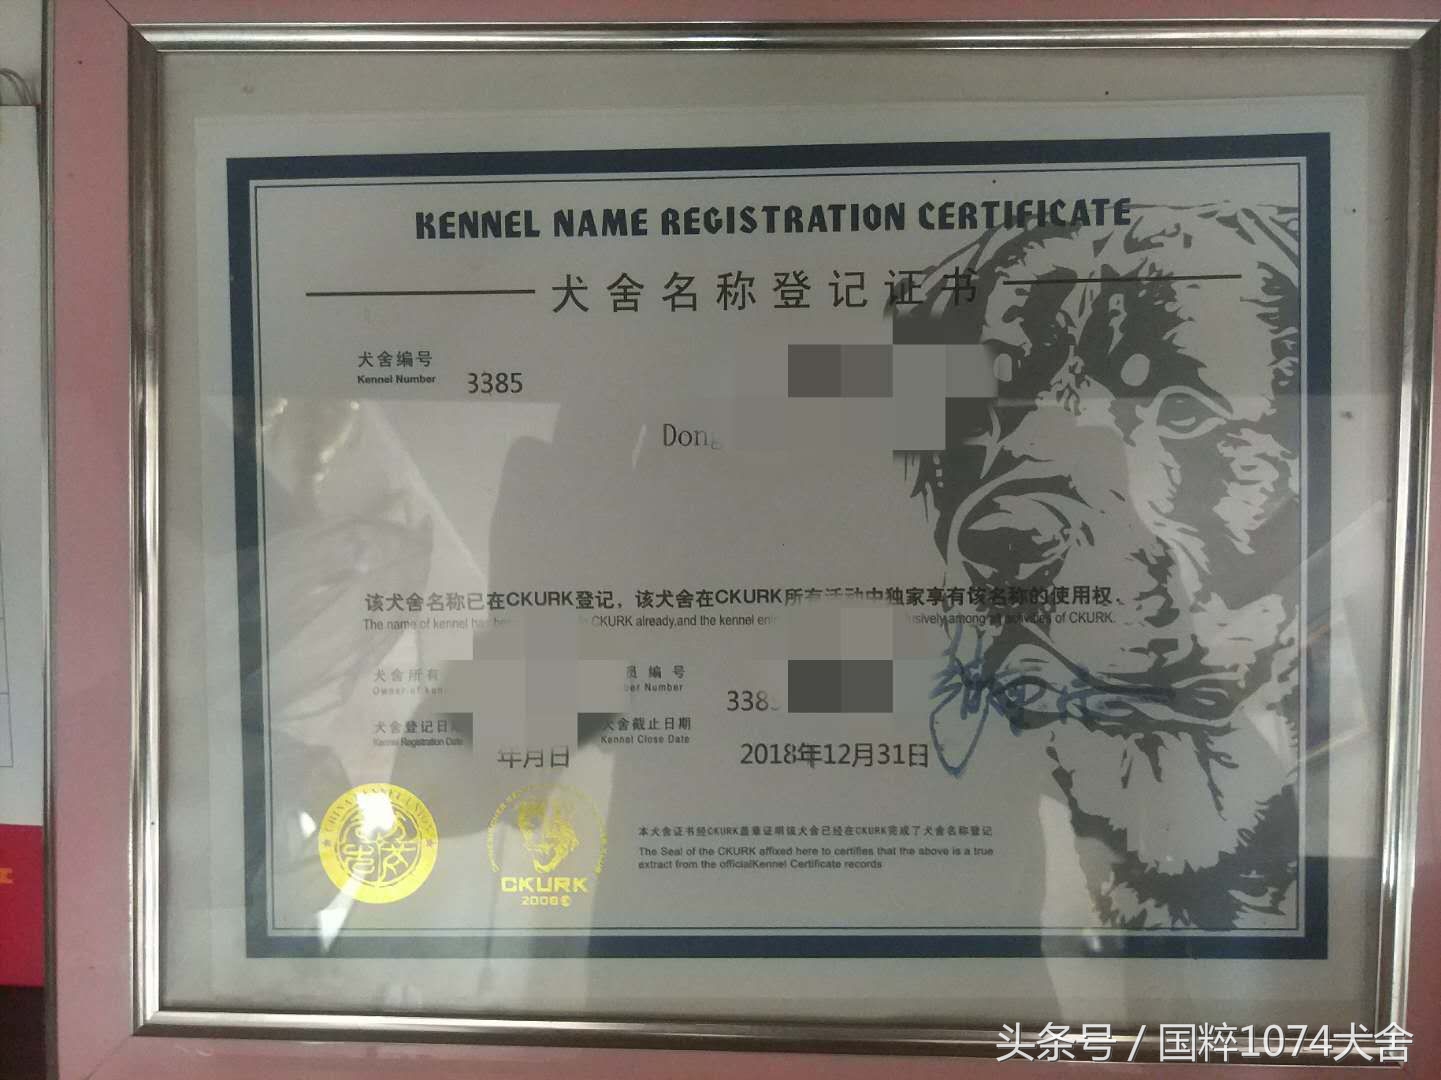 KENNEL NAME REGISTRATION CERTIFICATE
犬舍名称登记证书
犬舍编号
Kennel Number 3385
Don
该犬舍名称已在CKURK登记，该犬舍在CKURK所有活动中独家享有该名称的使用权、
The name of kennel has CKURK already,and the kennel among all activities of CKURK.
犬舍所有 员编号
Owner of Number
338
犬舍登记日 犬舍截止日期
Kennel Registration Date Kennel Close Date
年月日 2018年12月31日
CKURK
2008
本犬舍证书经CKURK盖章证明该犬舍已经在CKURK完成了犬舍名称登记
The Seal of the CKURK affixed here to certifies that the above is a true
extract from the officialKennel Certificate records
头条号 / 国粹1074犬舍